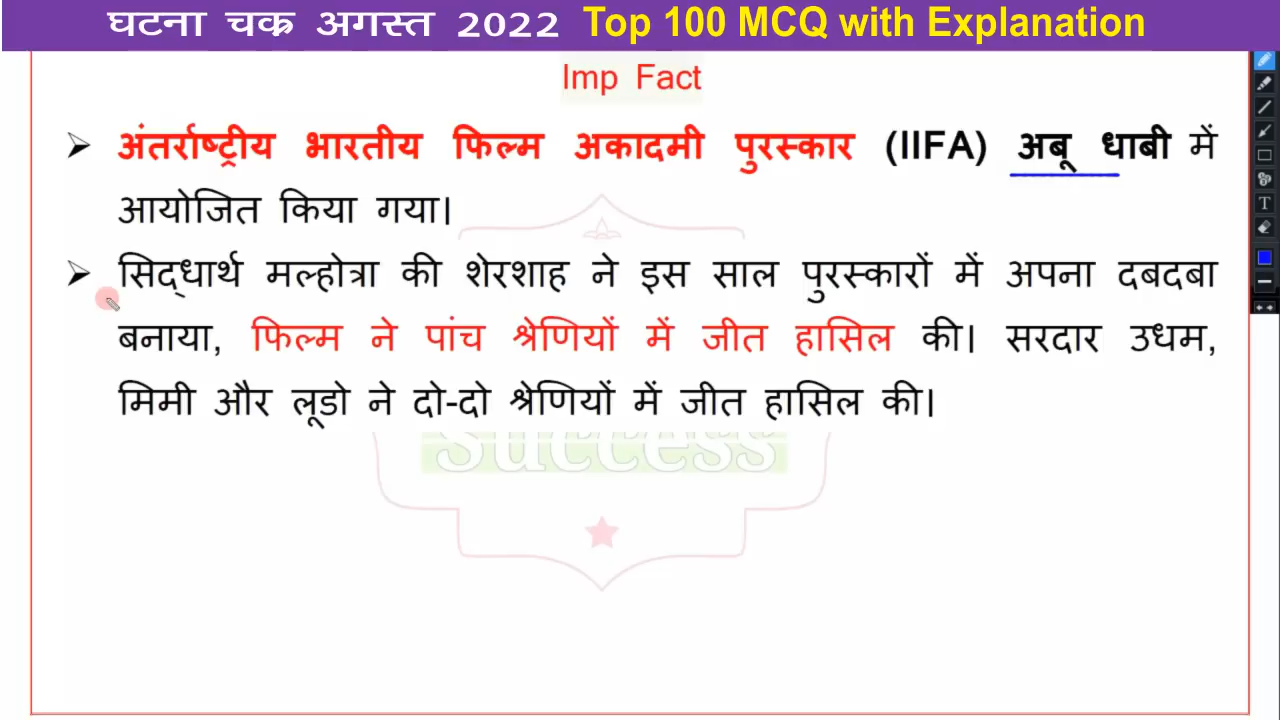 घटना चक्र अगस्त 2022 Top 100 MCQ with Explanation
Imp Fact
➢ अंतर्राष्ट्रीय भारतीय फिल्म अकादमी पुरस्कार (IIFA) अबू धाबी में
आयोजित किया गया।
➢ सिद्धार्थ मल्होत्रा की शेरशाह ने इस साल पुरस्कारों में अपना दबदबा
बनाया, फिल्म ने पांच श्रेणियों में जीत हासिल की। सरदार उधम,
मिमी और लूडो ने दो-दो श्रेणियों में जीत हासिल की।
Success